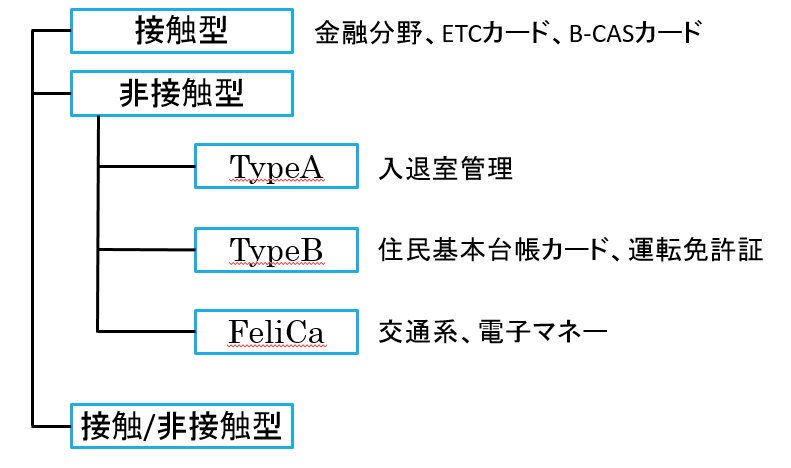 接触型 金融分野、ETCカード、B-CASカード
非接触型
TypeA 入退室管理
TypeB 住民基本台帳カード、運転免許証
FeliCa 交通系、電子マネー
接触/非接触型